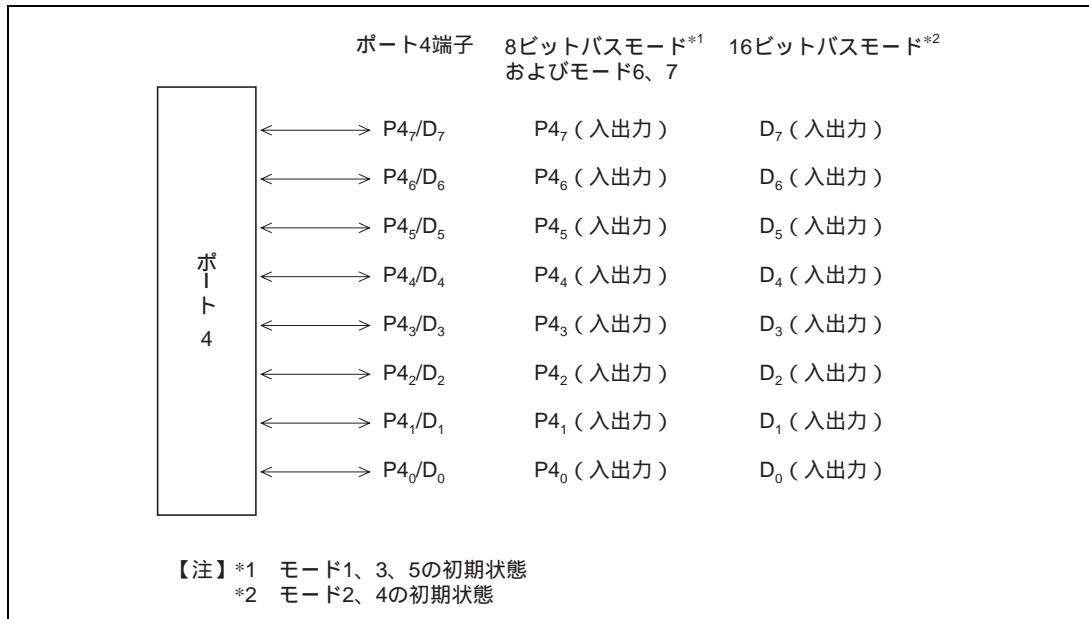 ポート4端子 8ビットバスモード*1 16ビットバスモード*2
およびモード6、7
P4₇/D₇ P4₇（入出力） D₇（入出力）
P4₆/D₆ P4₆（入出力） D₆（入出力）
P4₅/D₅ P4₅（入出力） D₅（入出力）
P4₄/D₄ P4₄（入出力） D₄（入出力）
P4₃/D₃ P4₃（入出力） D₃（入出力）
P4₂/D₂ P4₂（入出力） D₂（入出力）
P4₁/D₁ P4₁（入出力） D₁（入出力）
P4₀/D₀ P4₀（入出力） D₀（入出力）
ポート4
【注】*1 モード1、3、5の初期状態
*2 モード2、4の初期状態